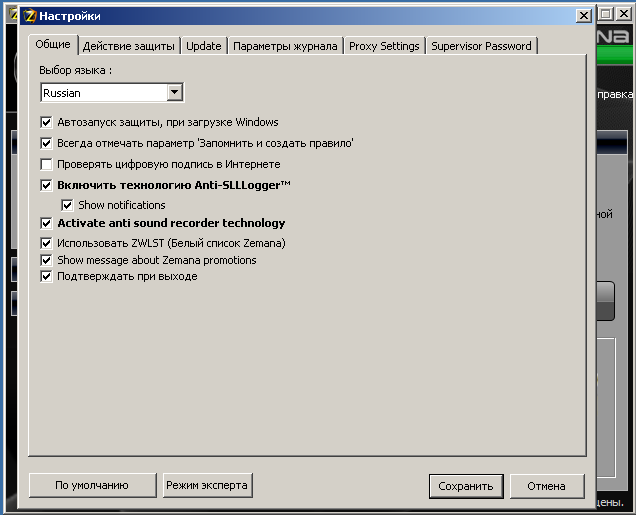 Настройки
NA
Общие
Действие защиты
Update
Параметры журнала
Proxy Settings
Supervisor Password
Выбор языка :
Russian
правка
Автозапуск защиты, при загрузке Windows
Всегда отмечать параметр 'Запомнить и создать правило'
Проверять цифровую подпись в Интернете
Включить технологию Anti-SLLLogger™
Show notifications
ной
Activate anti sound recorder technology
Использовать ZWLST (Белый список Zemana)
Show message about Zemana promotions
Подтверждать при выходе
По умолчанию
Режим эксперта
Сохранить
Отмена
цены.